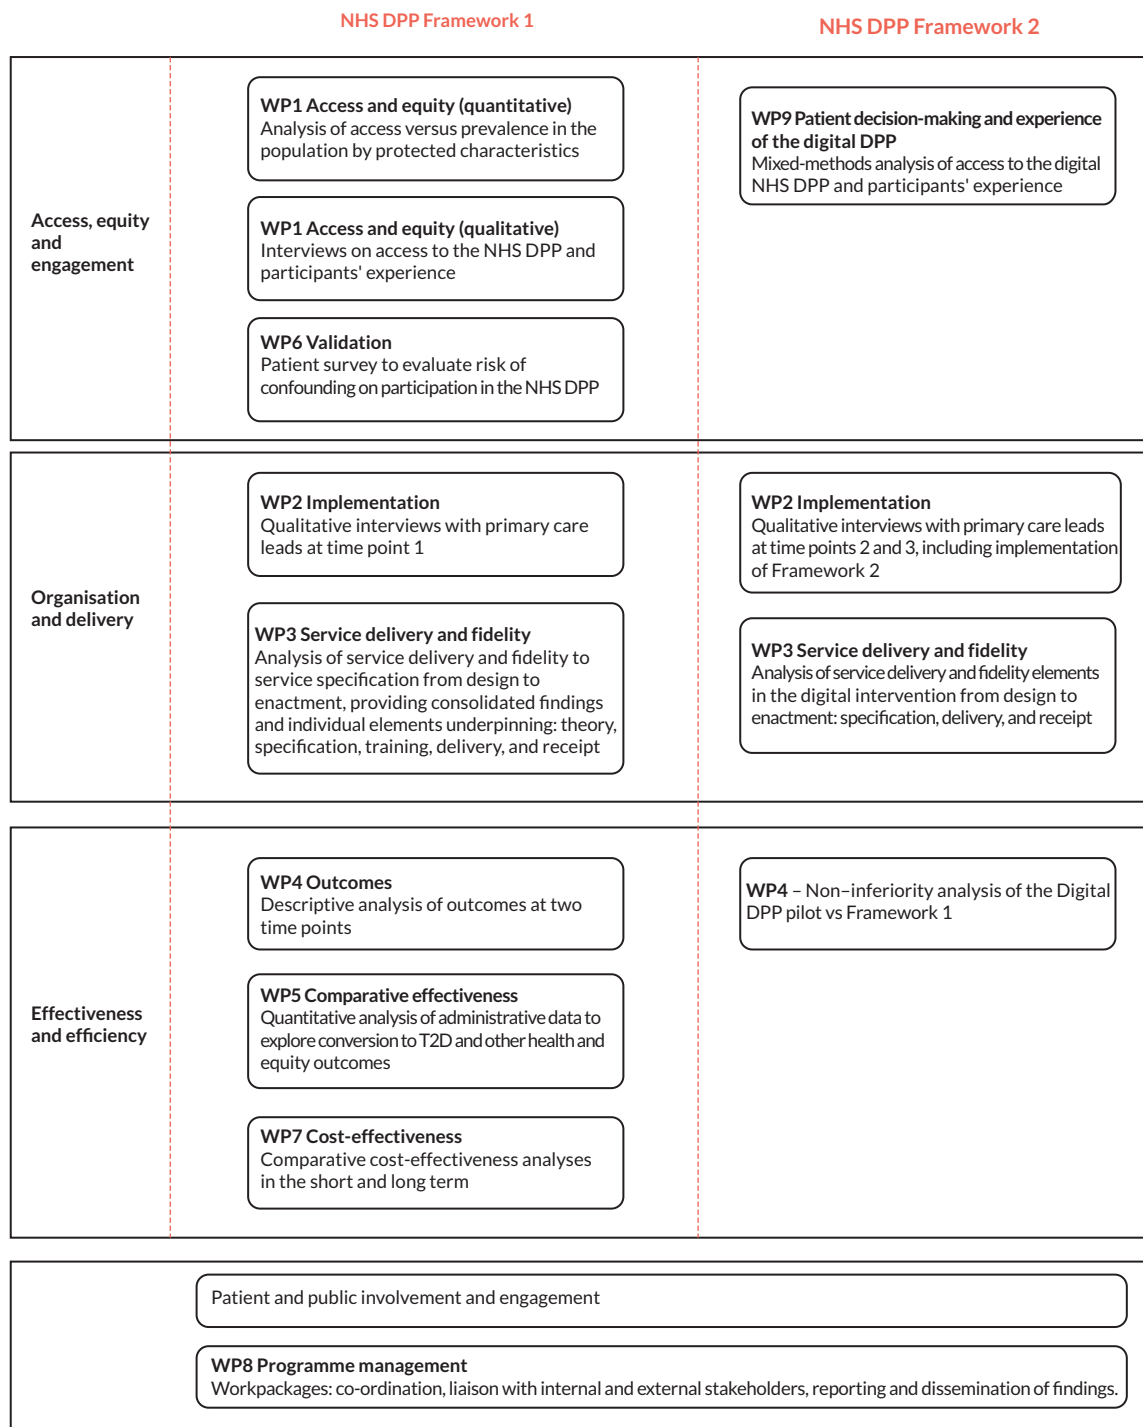 NHS DPP Framework 1
NHS DPP Framework 2
Access, equity
and
engagement
WP1 Access and equity (quantitative)
Analysis of access versus prevalence in the
population by protected characteristics
WP1 Access and equity (qualitative)
Interviews on access to the NHS DPP and
participants' experience
WP6 Validation
Patient survey to evaluate risk of
confounding on participation in the NHS DPP
WP9 Patient decision-making and experience
of the digital DPP
Mixed-methods analysis of access to the digital
NHS DPP and participants' experience
Organisation
and delivery
WP2 Implementation
Qualitative interviews with primary care
leads at time point 1
WP3 Service delivery and fidelity
Analysis of service delivery and fidelity to
service specification from design to
enactment, providing consolidated findings
and individual elements underpinning: theory,
specification, training, delivery, and receipt
WP2 Implementation
Qualitative interviews with primary care leads
at time points 2 and 3, including implementation
of Framework 2
WP3 Service delivery and fidelity
Analysis of service delivery and fidelity elements
in the digital intervention from design to
enactment: specification, delivery, and receipt
Effectiveness
and efficiency
WP4 Outcomes
Descriptive analysis of outcomes at two
time points
WP5 Comparative effectiveness
Quantitative analysis of administrative data to
explore conversion to T2D and other health and
equity outcomes
WP7 Cost-effectiveness
Comparative cost-effectiveness analyses
in the short and long term
WP4 – Non–inferiority analysis of the Digital
DPP pilot vs Framework 1
Patient and public involvement and engagement
WP8 Programme management
Workpackages: co-ordination, liaison with internal and external stakeholders, reporting and dissemination of findings.